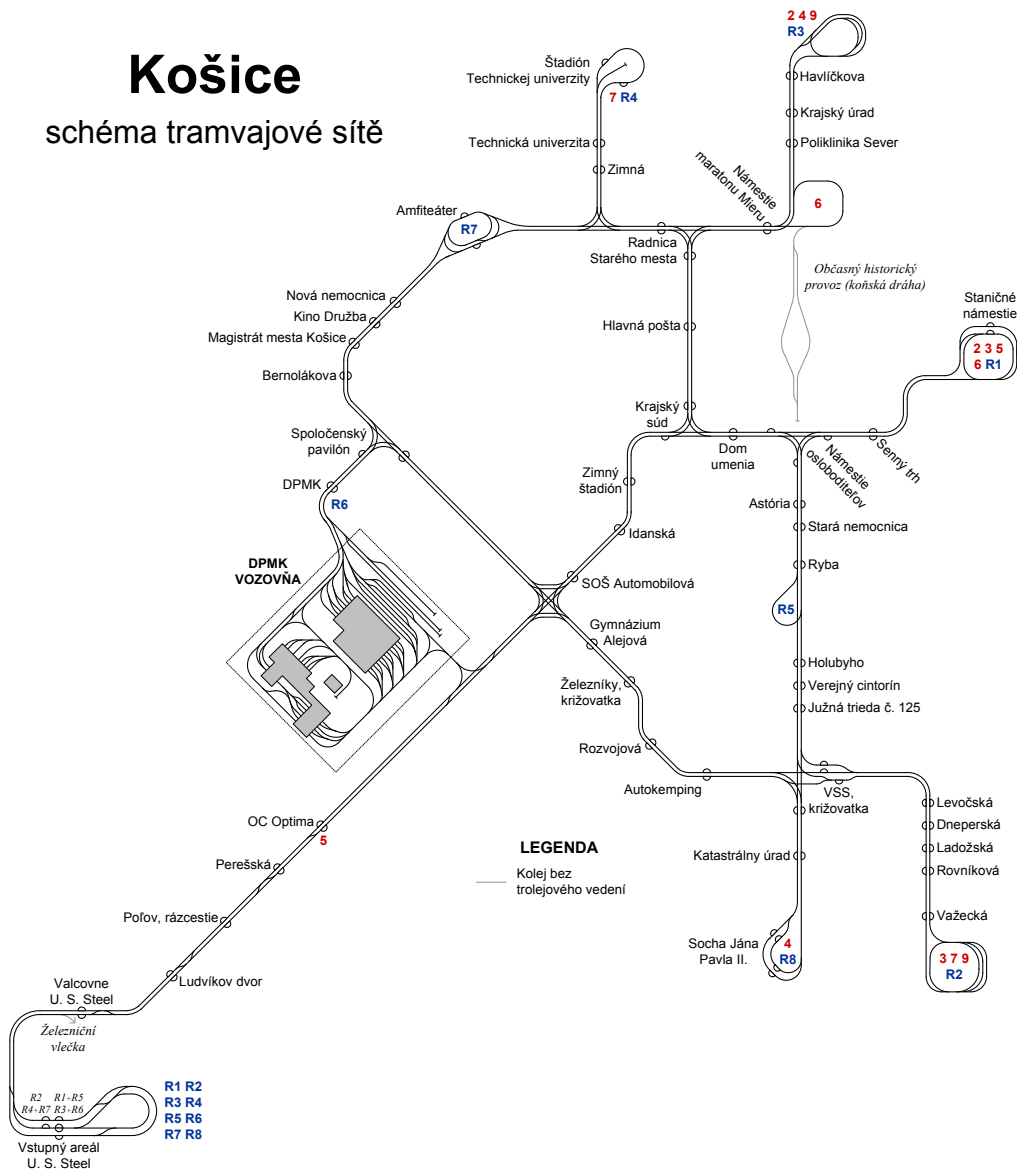 Košice
schéma tramvajové sítě
2 4 9
R3
Havlíčkova
Krajský úrad
Poliklinika Sever
Štadión
Technickej univerzity
7 R4
Technická univerzita
Zimná
Námestie
maratonu Mieru
6
Amfiteáter
R7
Radnica
Starého mesta
Občasný historický
provoz (koňská dráha)
Staničné
námestie
2 3 5
6 R1
Nová nemocnica
Kino Družba
Magistrát mesta Košice
Bernolákova
Hlavná pošta
Krajský
súd
Spoločenský
pavilón
Dom
umenia
Námestie
osloboditeľov
Senný trh
DPMK
R6
Zimný
štadión
Astória
Stará nemocnica
Idanská
Ryba
DPMK
VOZOVŇA
SOŠ Automobilová
R5
Gymnázium
Alejová
Holubyho
Verejný cintorín
Južná trieda č. 125
Železníky,
križovatka
Rozvojová
Autokemping
VSS,
križovatka
Levočská
Dneperská
Ladožská
Rovníková
Važecká
3 7 9
R2
OC Optima
5
Perešská
LEGENDA
Kolej bez
trolejového vedení
Katastrálny úrad
Poľov, rázcestie
Socha Jána
Pavla II.
4
R8
Ludvíkov dvor
Valcovne
U. S. Steel
Železniční
vlečka
R2
R4+R7
R1+R5
R3+R6
R1 R2
R3 R4
R5 R6
R7 R8
Vstupný areál
U. S. Steel